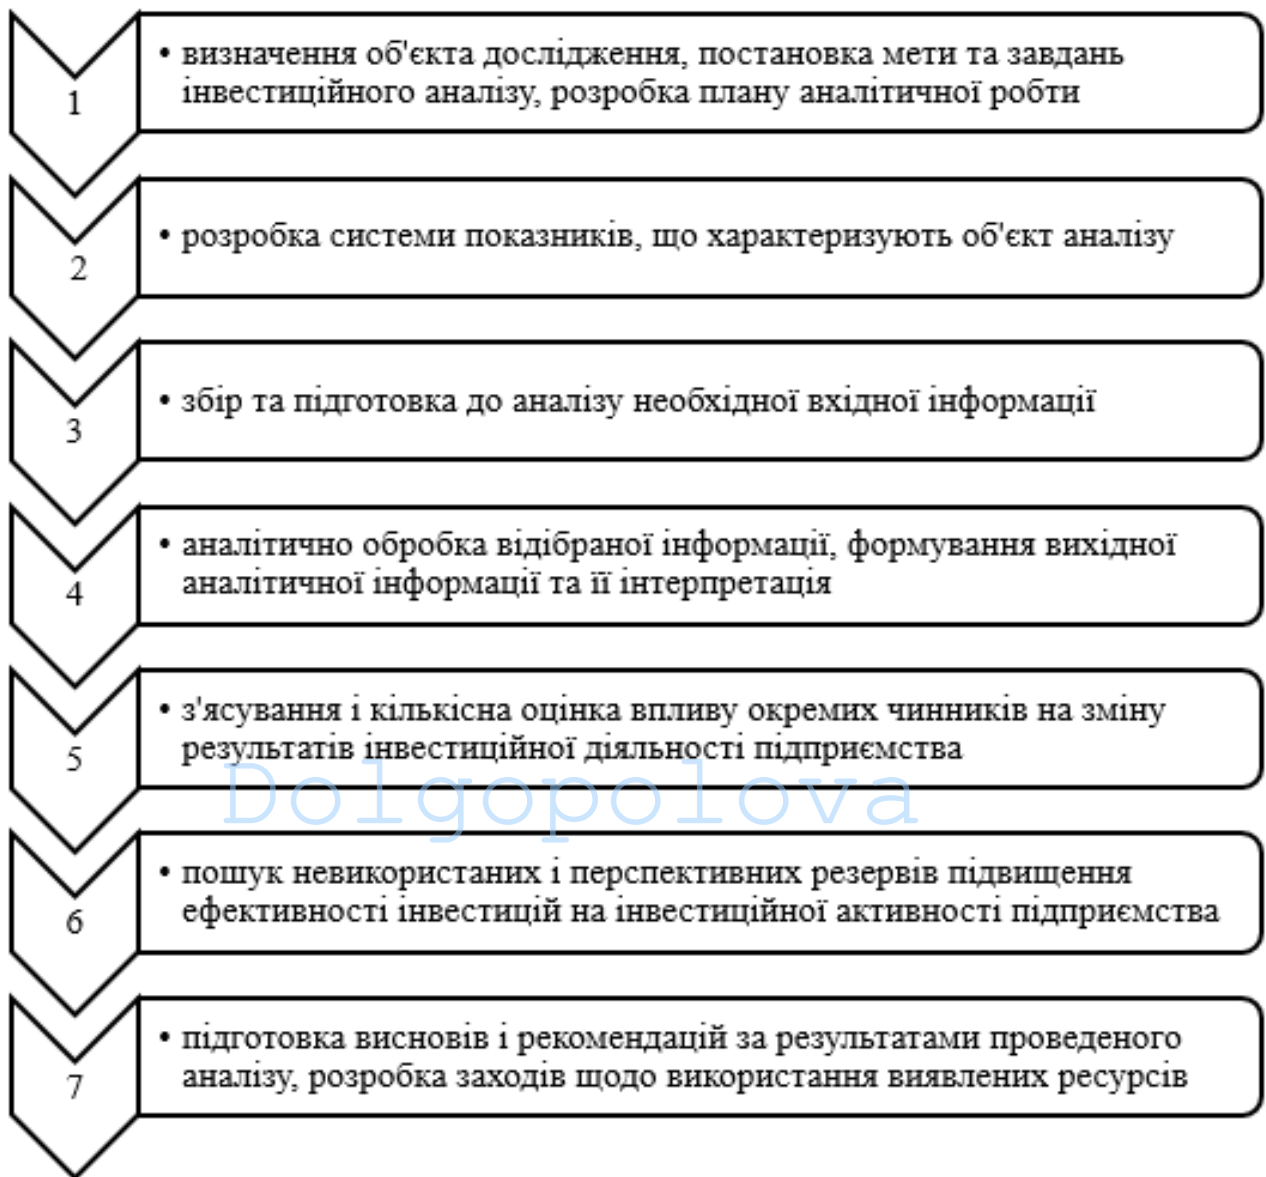 1
• визначення об'єкта дослідження, постановка мети та завдань
інвестиційного аналізу, розробка плану аналітичної робти
2
• розробка системи показників, що характеризують об'єкт аналізу
3
• збір та підготовка до аналізу необхідної вхідної інформації
4
• аналітично обробка відібраної інформації, формування вихідної
аналітичної інформації та її інтерпретація
5
• з'ясування і кількісна оцінка впливу окремих чинників на зміну
результатів інвестиційної діяльності підприємства
Dolgopolova
6
• пошук невикористаних і перспективних резервів підвищення
ефективності інвестицій на інвестиційної активності підприємства
7
• підготовка висновів і рекомендацій за результатами проведеного
аналізу, розробка заходів щодо використання виявлених ресурсів